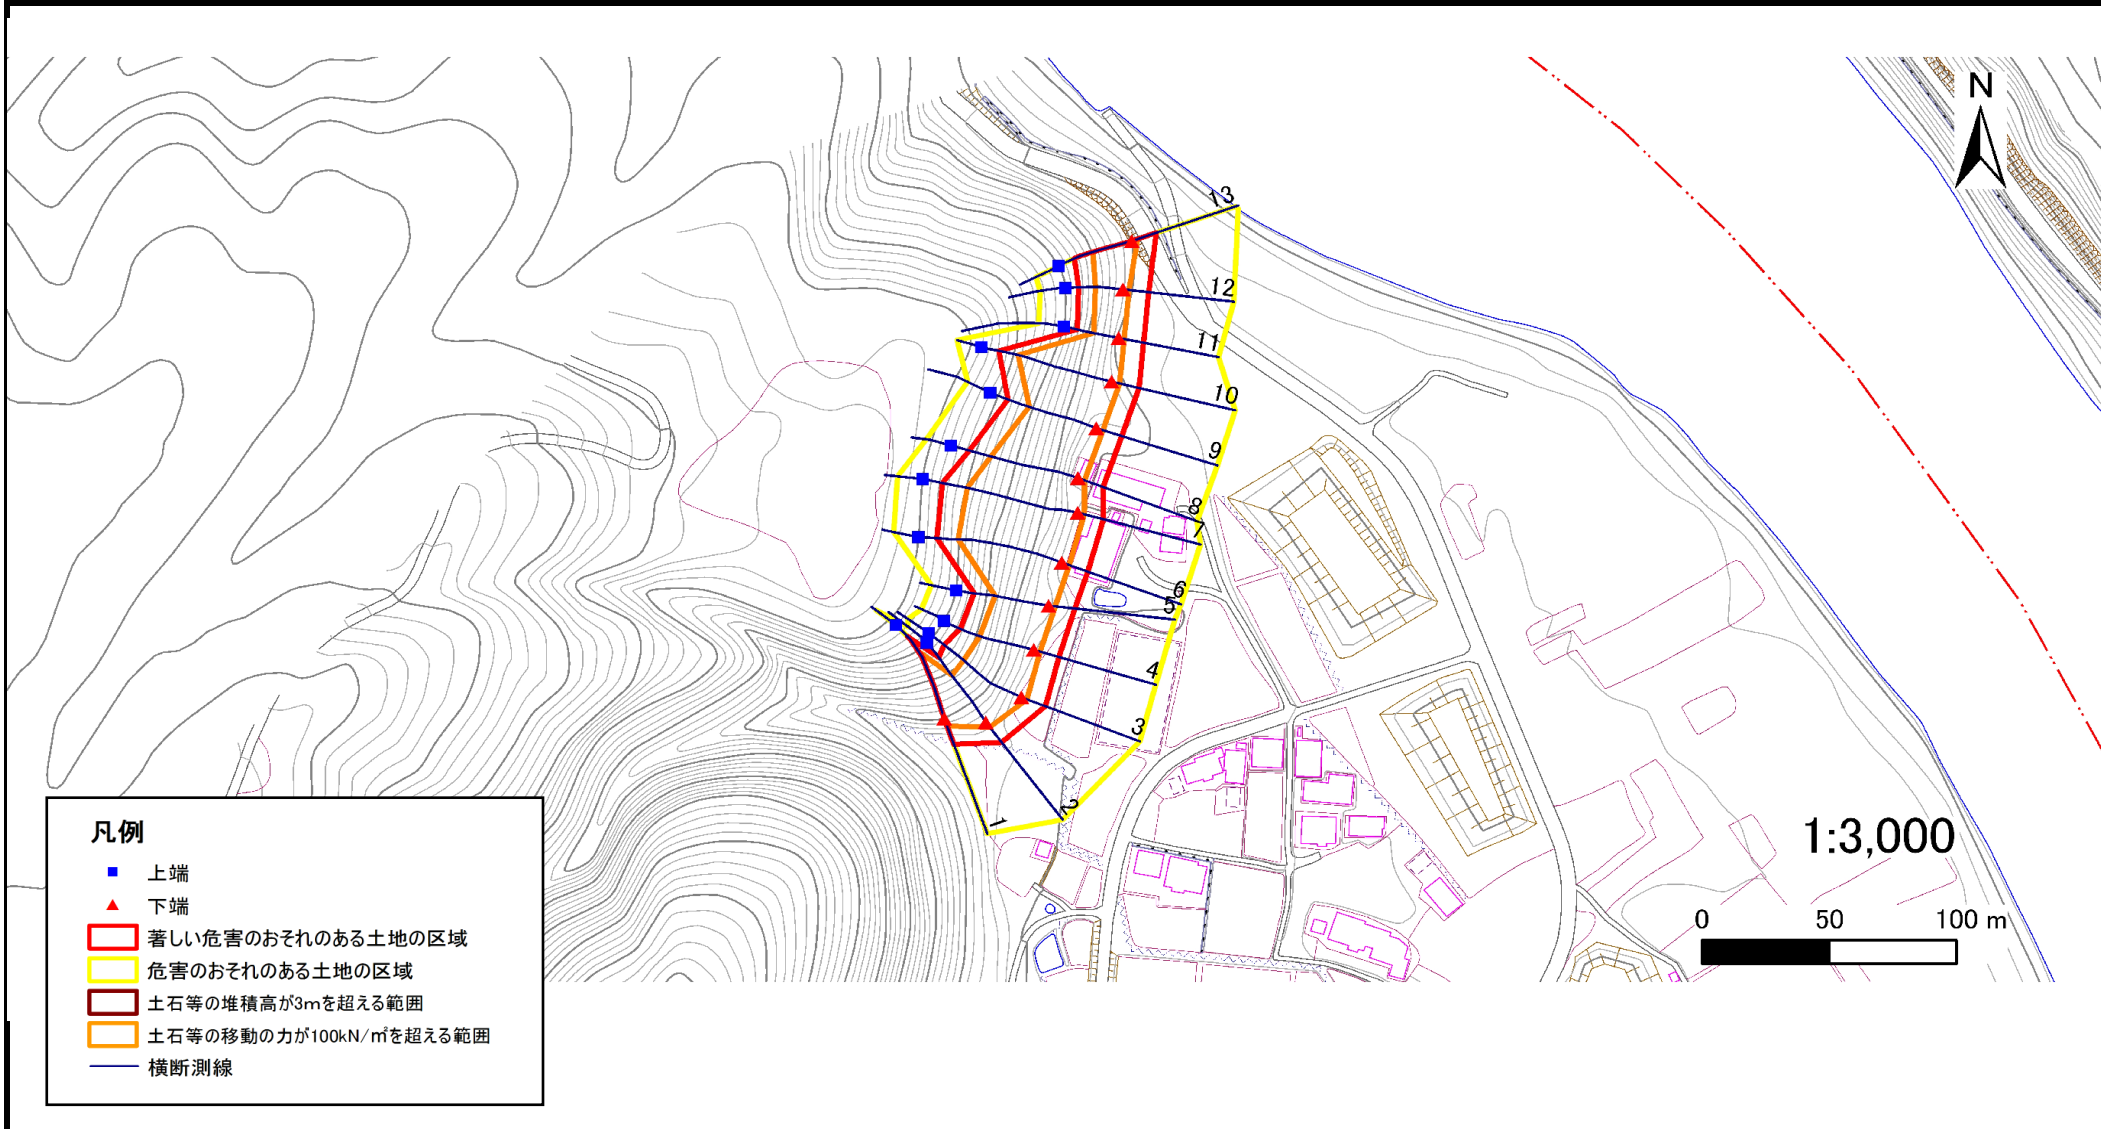 N
13
12
11
10
9
8
7
6
5
4
3
2
1
1:3,000
0 50 100 m
凡例
上端
下端
著しい危害のおそれのある土地の区域
危害のおそれのある土地の区域
土石等の堆積高が3mを超える範囲
土石等の移動の力が100kN/㎡を超える範囲
横断測線